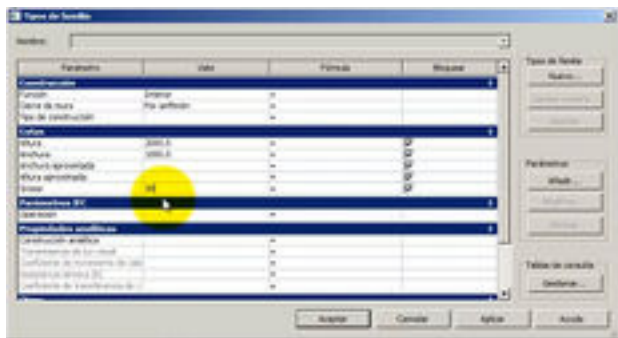 Tipos de familia
Nombre:
Parámetro Valor Fórmula Bloquear
Construcción
Función Interior =
Cierre de muro Por anfitrión =
Tipo de construcción =
Cotas
Altura 2000.0 =
Anchura 1000.0 =
Anchura aproximada =
Altura aproximada =
Grosor =
Parámetros IFC
Operación =
Propiedades analíticas
Construcción analítica =
Tipos de familia
Nuevo...
Parámetros
Añadir...
Tablas de consulta
Gestionar...
Aceptar Cancelar Aplicar Ayuda